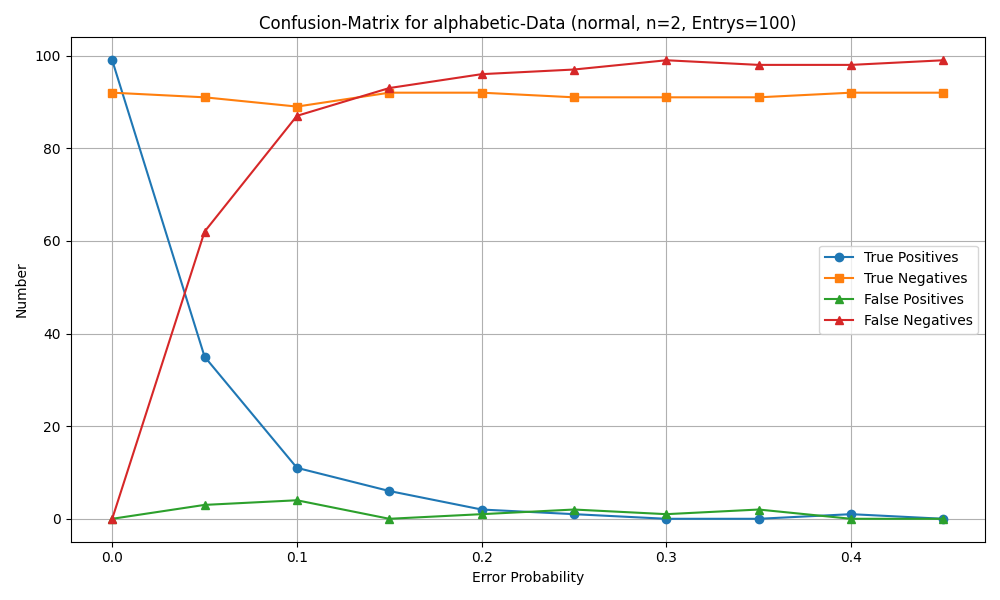 Confusion-Matrix for alphabetic-Data (normal, n=2, Entrys=100)
100
80
60
40
20
0
Number
True Positives
True Negatives
False Positives
False Negatives
0.0 0.1 0.2 0.3 0.4
Error Probability